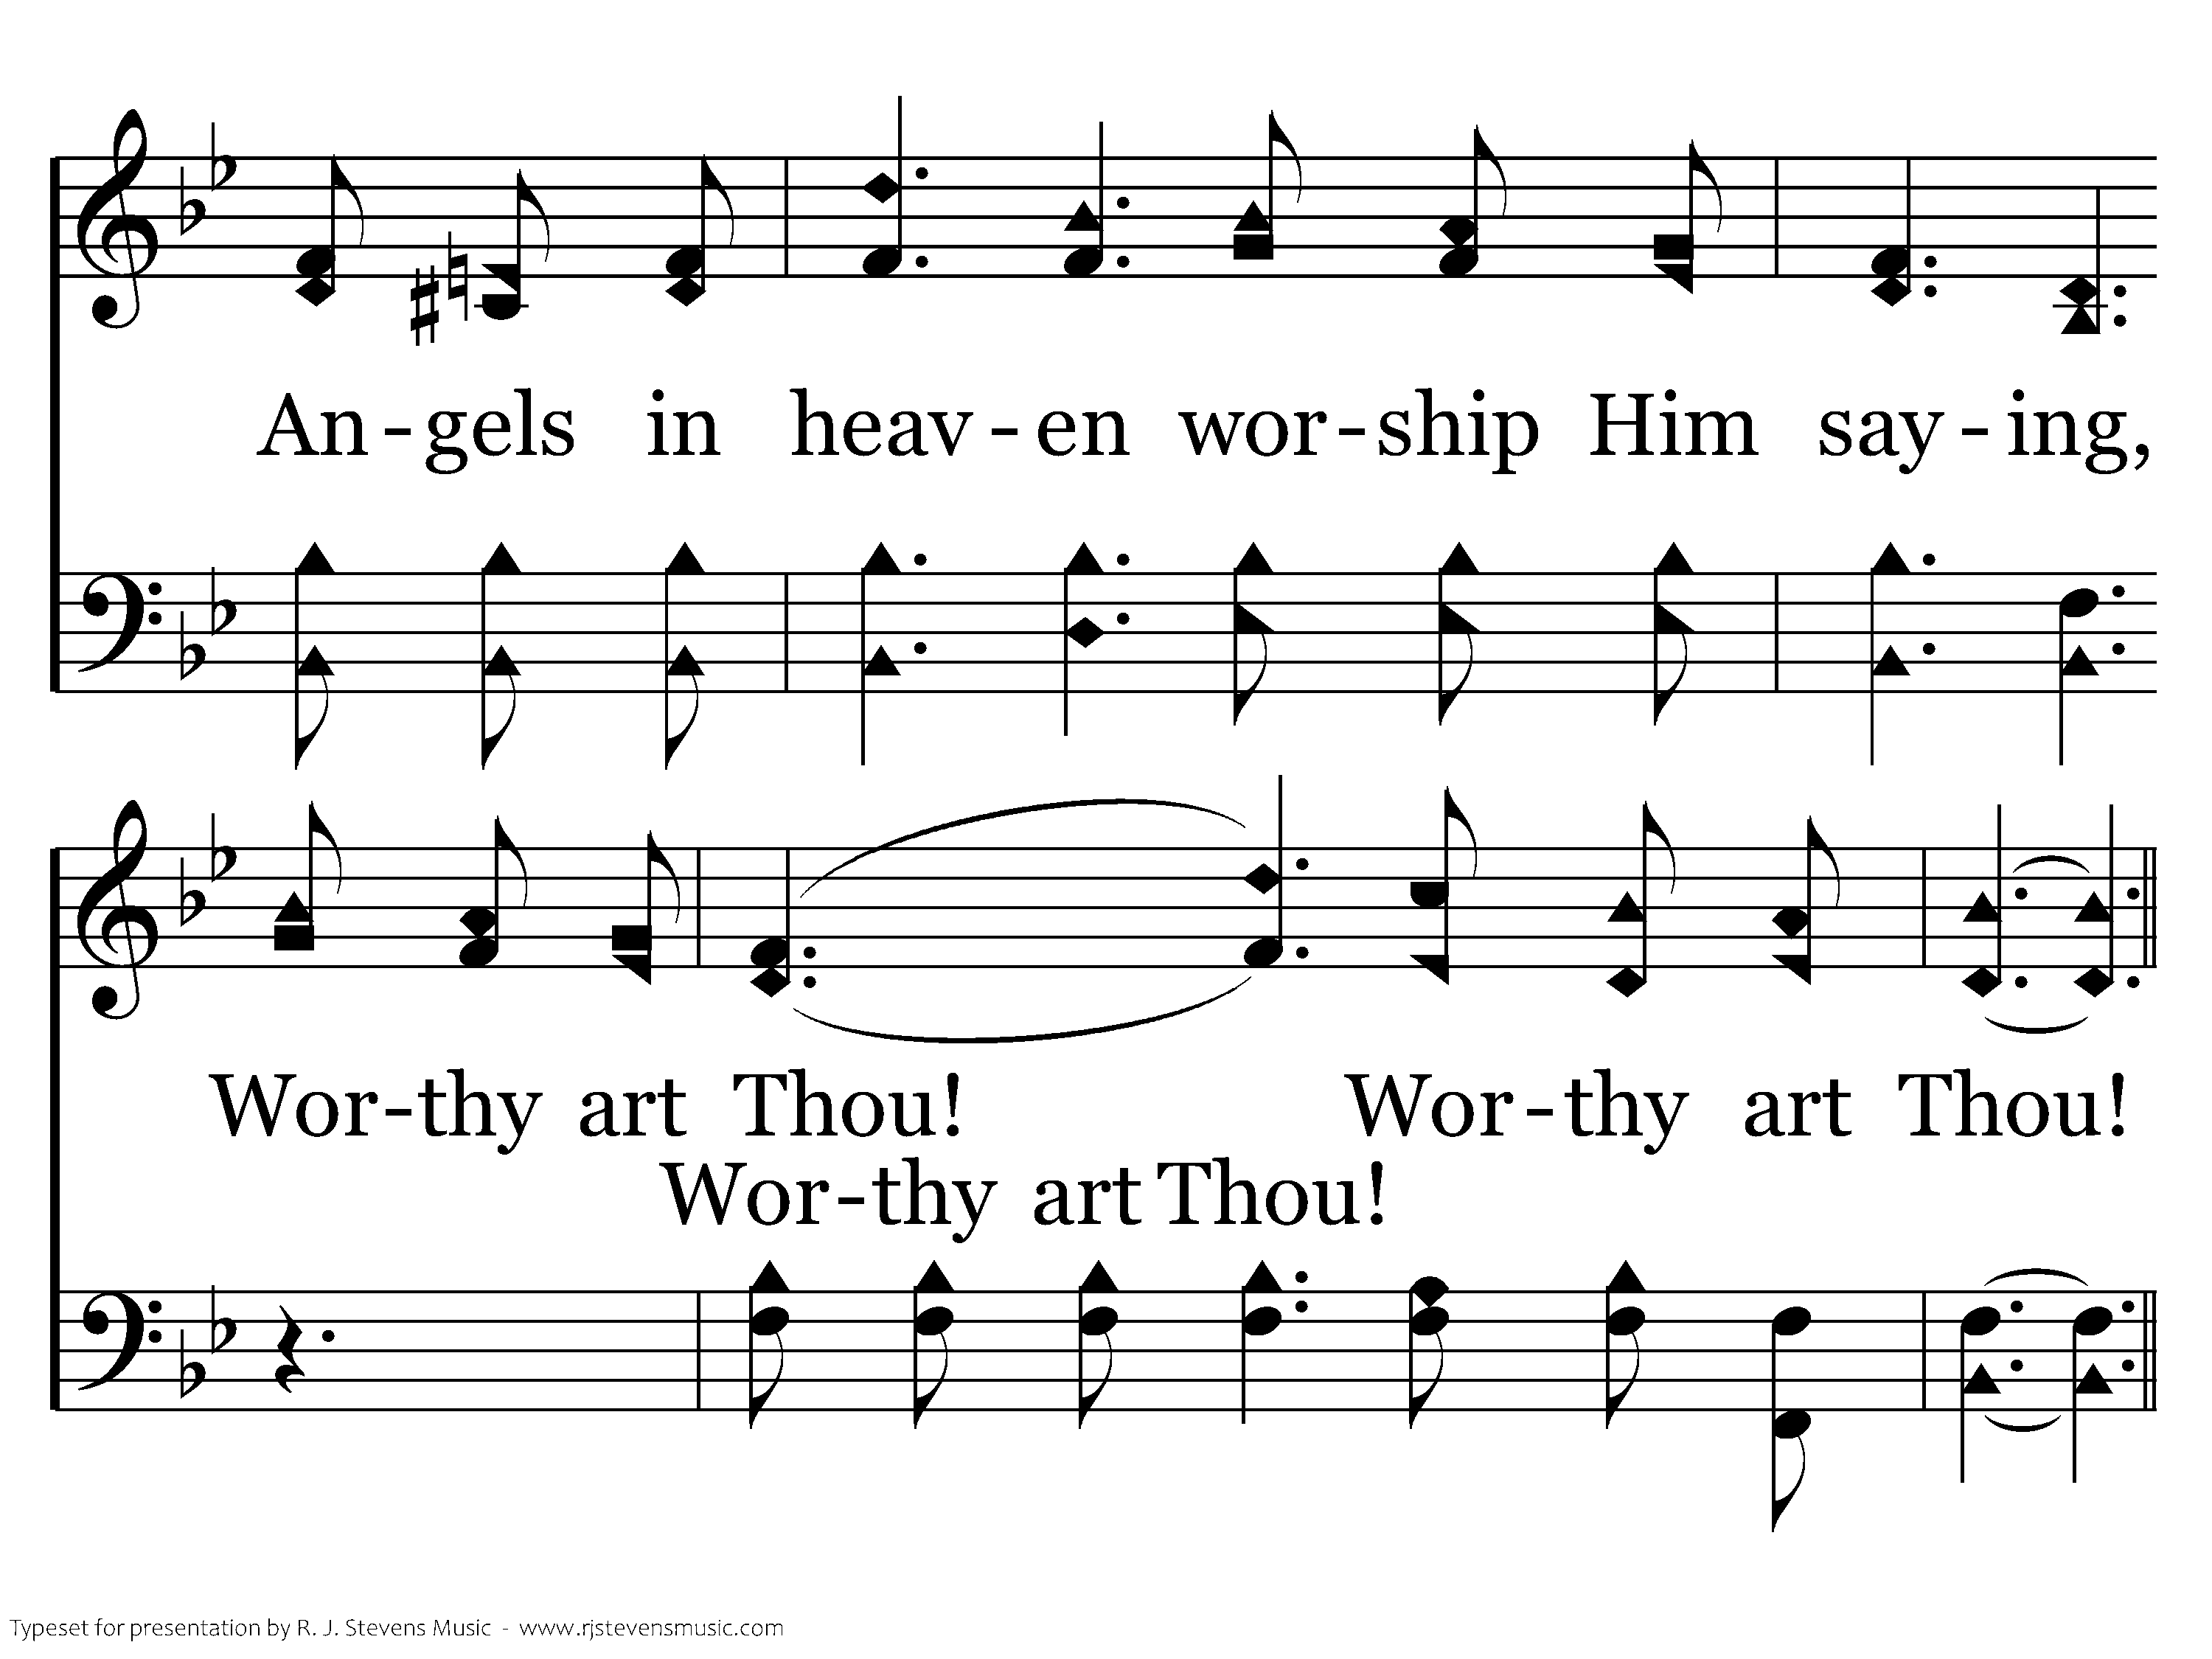 An - gels in heav - en wor - ship Him say - ing,
Wor - thy art Thou! Wor - thy art Thou!
Wor - thy art Thou!
Typeset for presentation by R. J. Stevens Music - www.rjstevensmusic.com